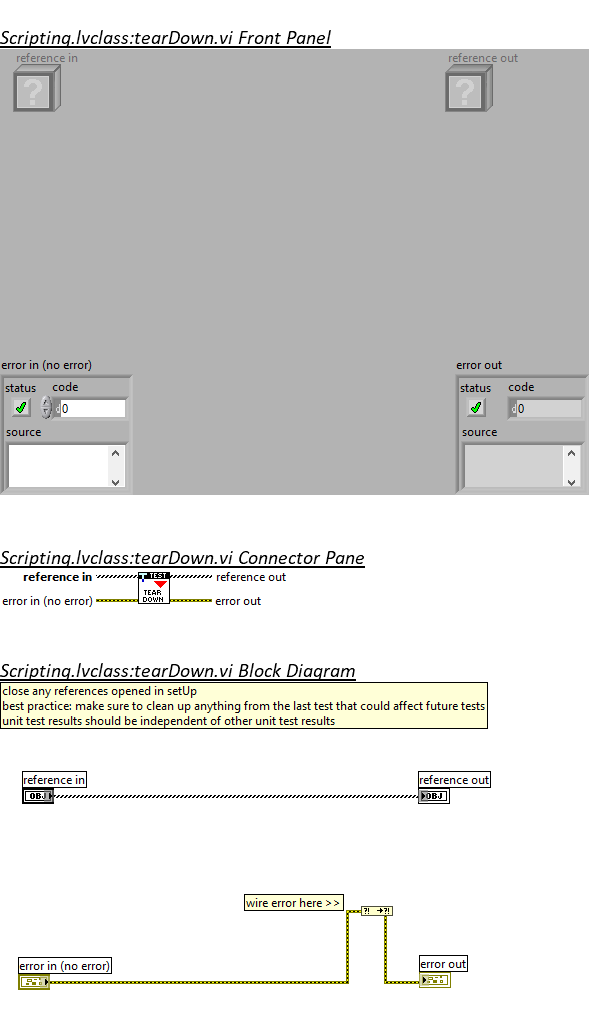 Scripting.lvclass:tearDown.vi Front Panel
reference in
reference out
?
?
error in (no error)
error out
status
code
status
code
d
0
d
0
source
source
Scripting.lvclass:tearDown.vi Connector Pane
reference in
TEST
reference out
TEAR
DOWN
error in (no error)
error out
Scripting.lvclass:tearDown.vi Block Diagram
close any references opened in setUp
best practice: make sure to clean up anything from the last test that could affect future tests
unit test results should be independent of other unit test results
reference in
reference out
OBJ
OBJ
wire error here >>
?!
?!
error in (no error)
error out